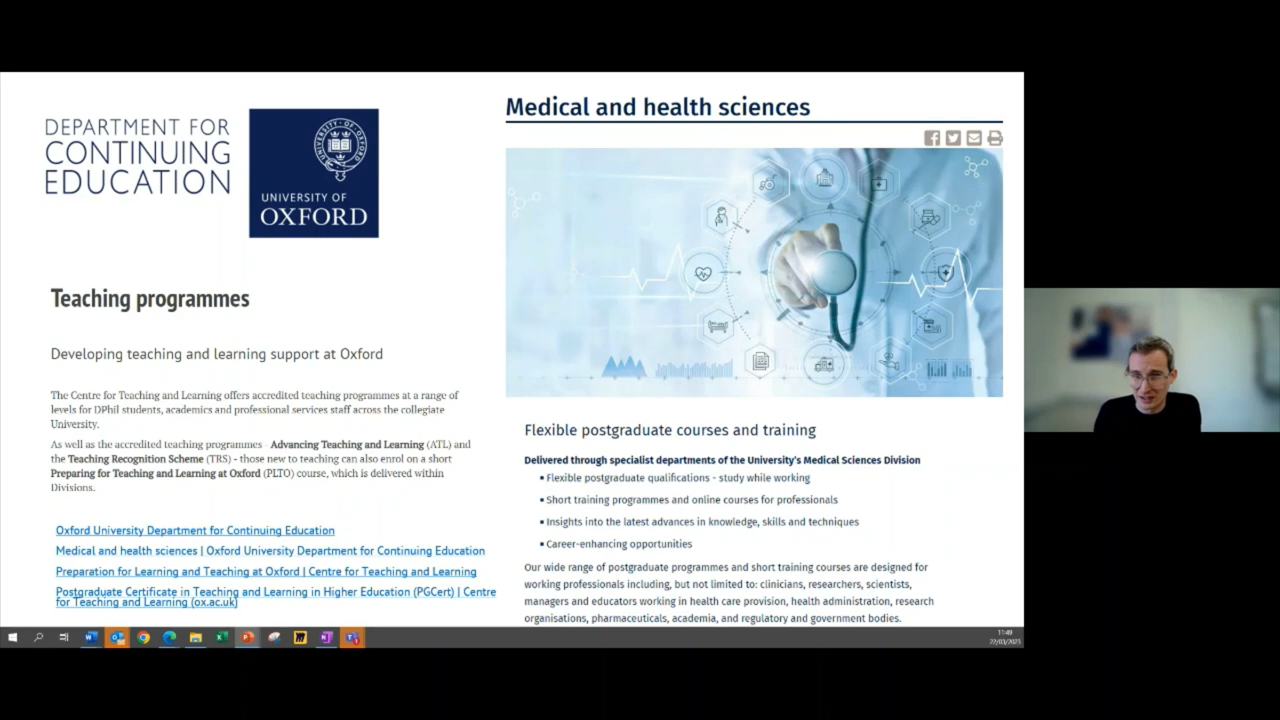 DEPARTMENT FOR
CONTINUING
EDUCATION
UNIVERSITY OF
OXFORD
Teaching programmes
Developing teaching and learning support at Oxford
The Centre for Teaching and Learning offers accredited teaching programmes at a range of
levels for DPhil students, academics and professional services staff across the collegiate
University.
As well as the accredited teaching programmes - Advancing Teaching and Learning (ATL) and
the Teaching Recognition Scheme (TRS) - those new to teaching can also enrol on a short
Preparing for Teaching and Learning at Oxford (PLTO) course, which is delivered within
Divisions.
Oxford University Department for Continuing Education
Medical and health sciences | Oxford University Department for Continuing Education
Preparation for Learning and Teaching at Oxford | Centre for Teaching and Learning
Postgraduate Certificate in Teaching and Learning in Higher Education (PGCert) | Centre
for Teaching and Learning (ox.ac.uk)
Medical and health sciences
Flexible postgraduate courses and training
Delivered through specialist departments of the University's Medical Sciences Division
▪ Flexible postgraduate qualifications - study while working
▪ Short training programmes and online courses for professionals
▪ Insights into the latest advances in knowledge, skills and techniques
▪ Career-enhancing opportunities
Our wide range of postgraduate programmes and short training courses are designed for
working professionals including, but not limited to: clinicians, researchers, scientists,
managers and educators working in health care provision, health administration, research
organisations, pharmaceuticals, academia, and regulatory and government bodies.
11:49
22/03/2023